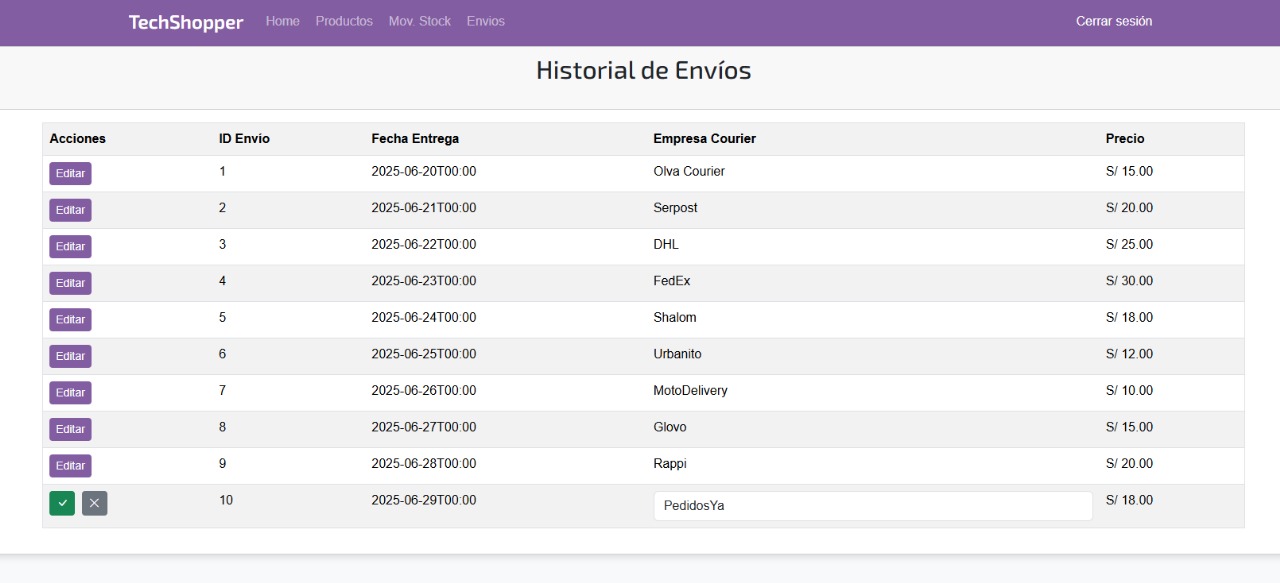 TechShopper Home Productos Mov. Stock Envios Cerrar sesión
Historial de Envíos
Acciones ID Envio Fecha Entrega Empresa Courier Precio
Editar 1 2025-06-20T00:00 Olva Courier S/ 15.00
Editar 2 2025-06-21T00:00 Serpost S/ 20.00
Editar 3 2025-06-22T00:00 DHL S/ 25.00
Editar 4 2025-06-23T00:00 FedEx S/ 30.00
Editar 5 2025-06-24T00:00 Shalom S/ 18.00
Editar 6 2025-06-25T00:00 Urbanito S/ 12.00
Editar 7 2025-06-26T00:00 MotoDelivery S/ 10.00
Editar 8 2025-06-27T00:00 Glovo S/ 15.00
Editar 9 2025-06-28T00:00 Rappi S/ 20.00
10 2025-06-29T00:00 PedidosYa S/ 18.00